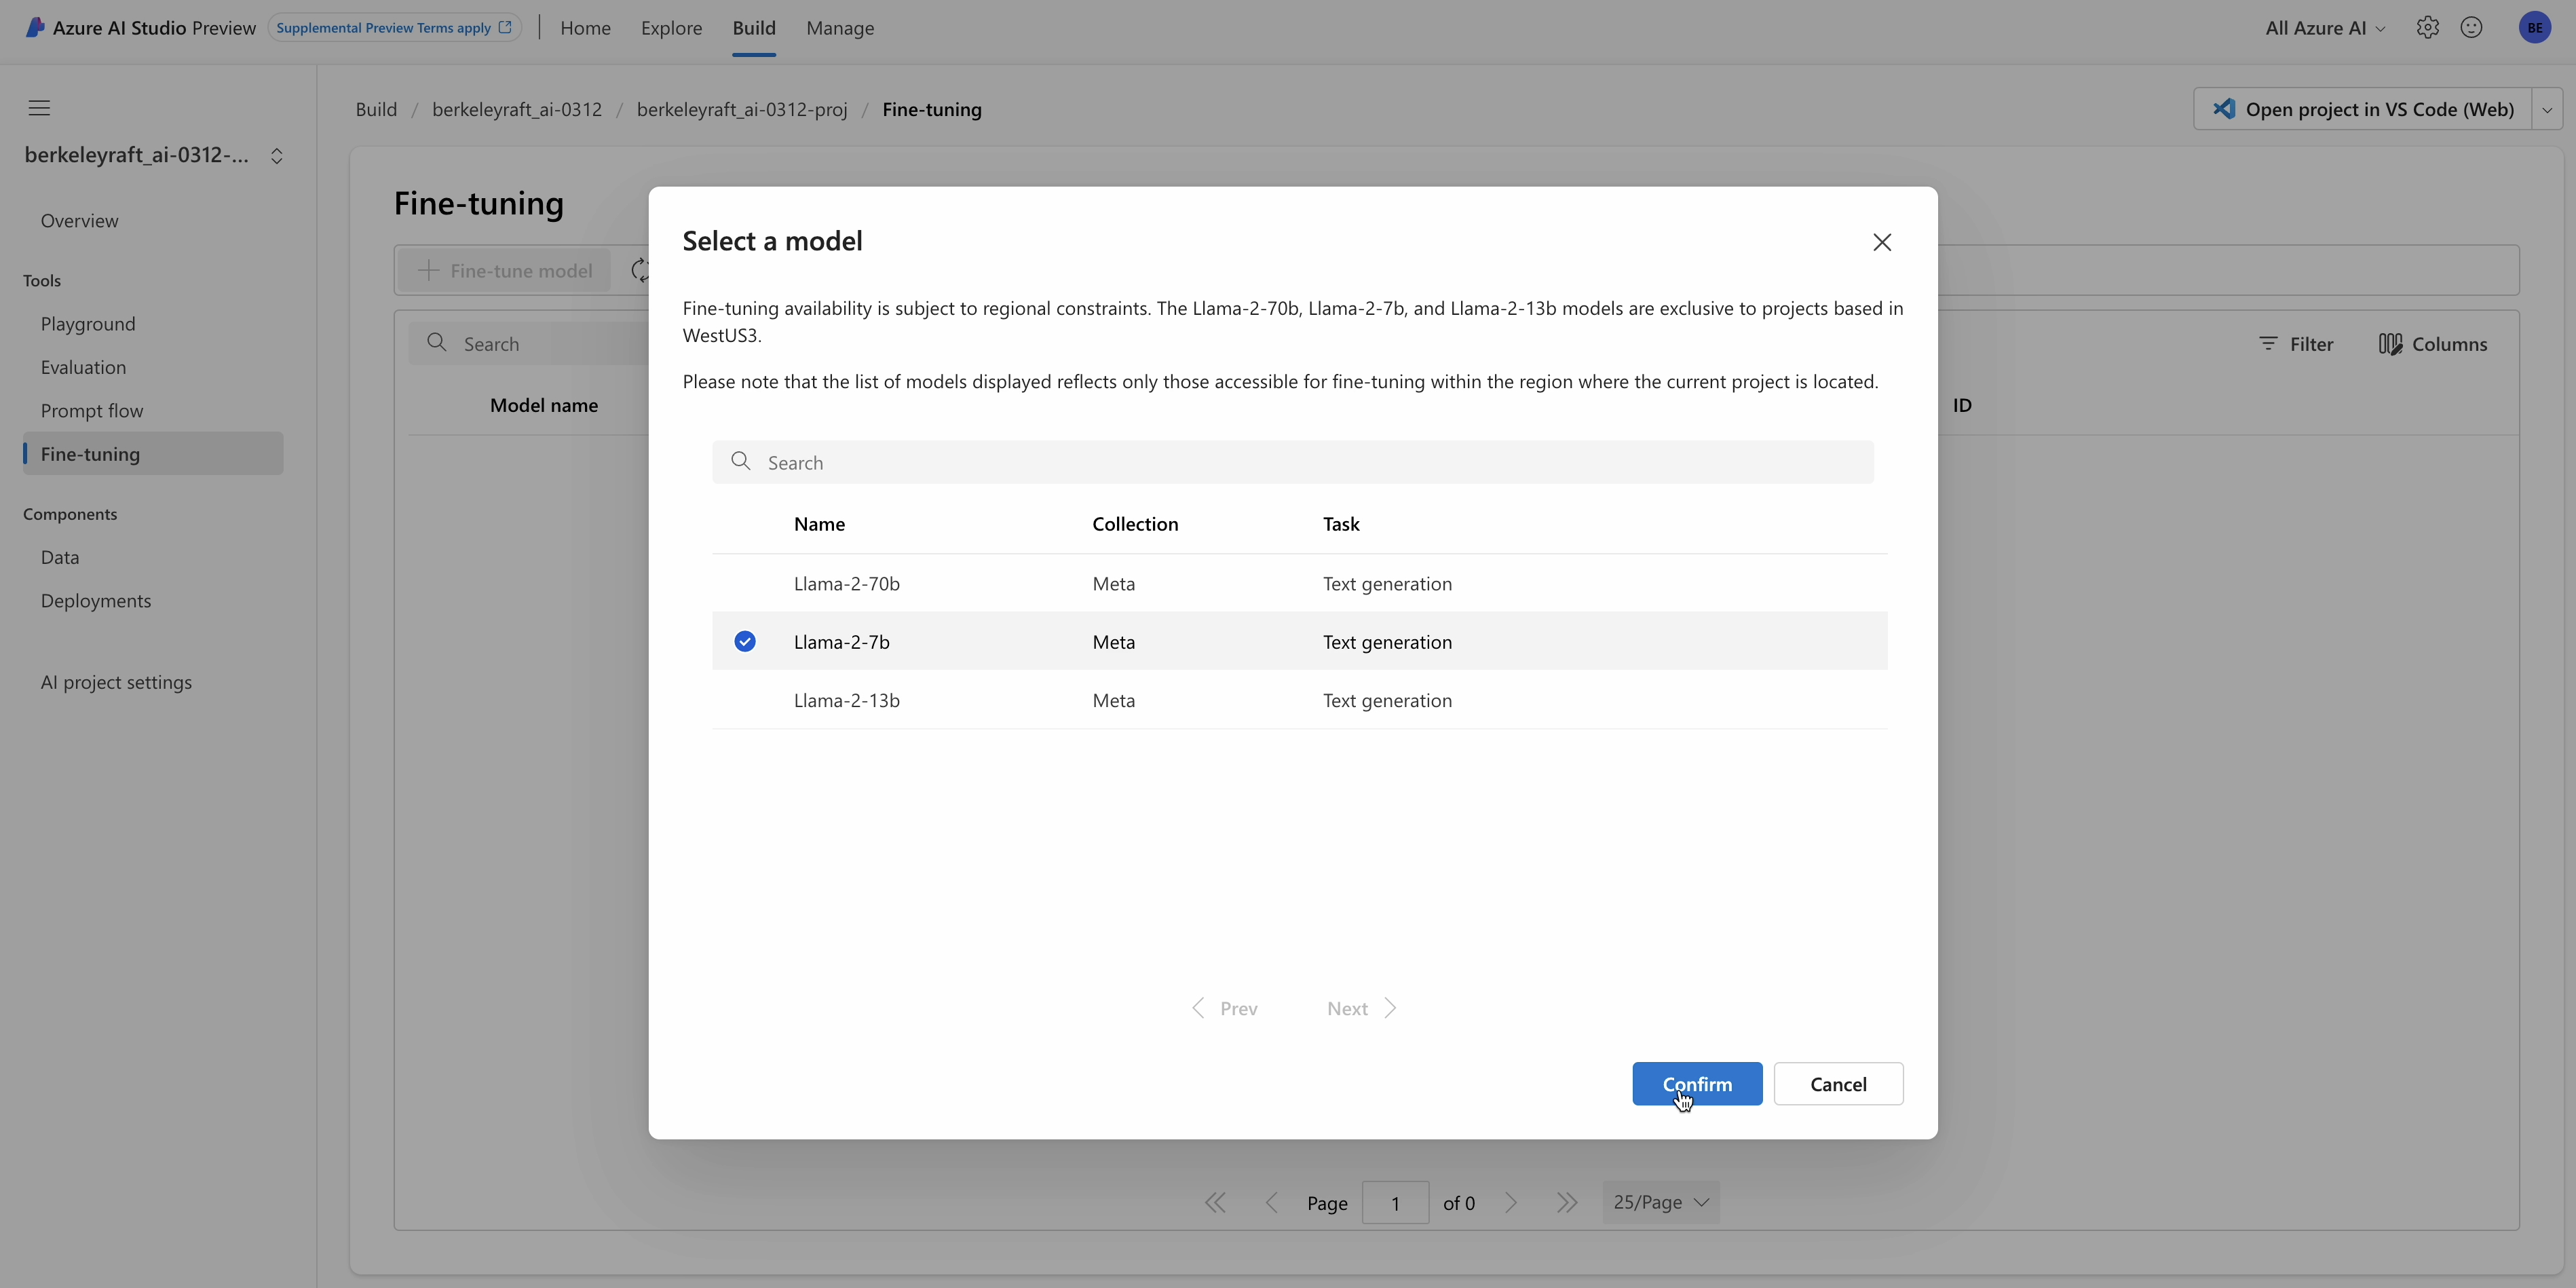 Azure AI Studio Preview
Supplemental Preview Terms apply
Home
Explore
Build
Manage
All Azure AI
BE
Build / berkeleyraft_ai-0312 / berkeleyraft_ai-0312-proj / Fine-tuning
Open project in VS Code (Web)
berkeleyraft_ai-0312-...
Overview
Tools
Playground
Evaluation
Prompt flow
Fine-tuning
Components
Data
Deployments
AI project settings
Fine-tuning
Fine-tune model
Search
Filter
Columns
Model name
ID
Select a model
Fine-tuning availability is subject to regional constraints. The Llama-2-70b, Llama-2-7b, and Llama-2-13b models are exclusive to projects based in
WestUS3.
Please note that the list of models displayed reflects only those accessible for fine-tuning within the region where the current project is located.
Search
Name Collection Task
Llama-2-70b Meta Text generation
Llama-2-7b Meta Text generation
Llama-2-13b Meta Text generation
Prev Next
Confirm Cancel
Page 1 of 0 25/Page